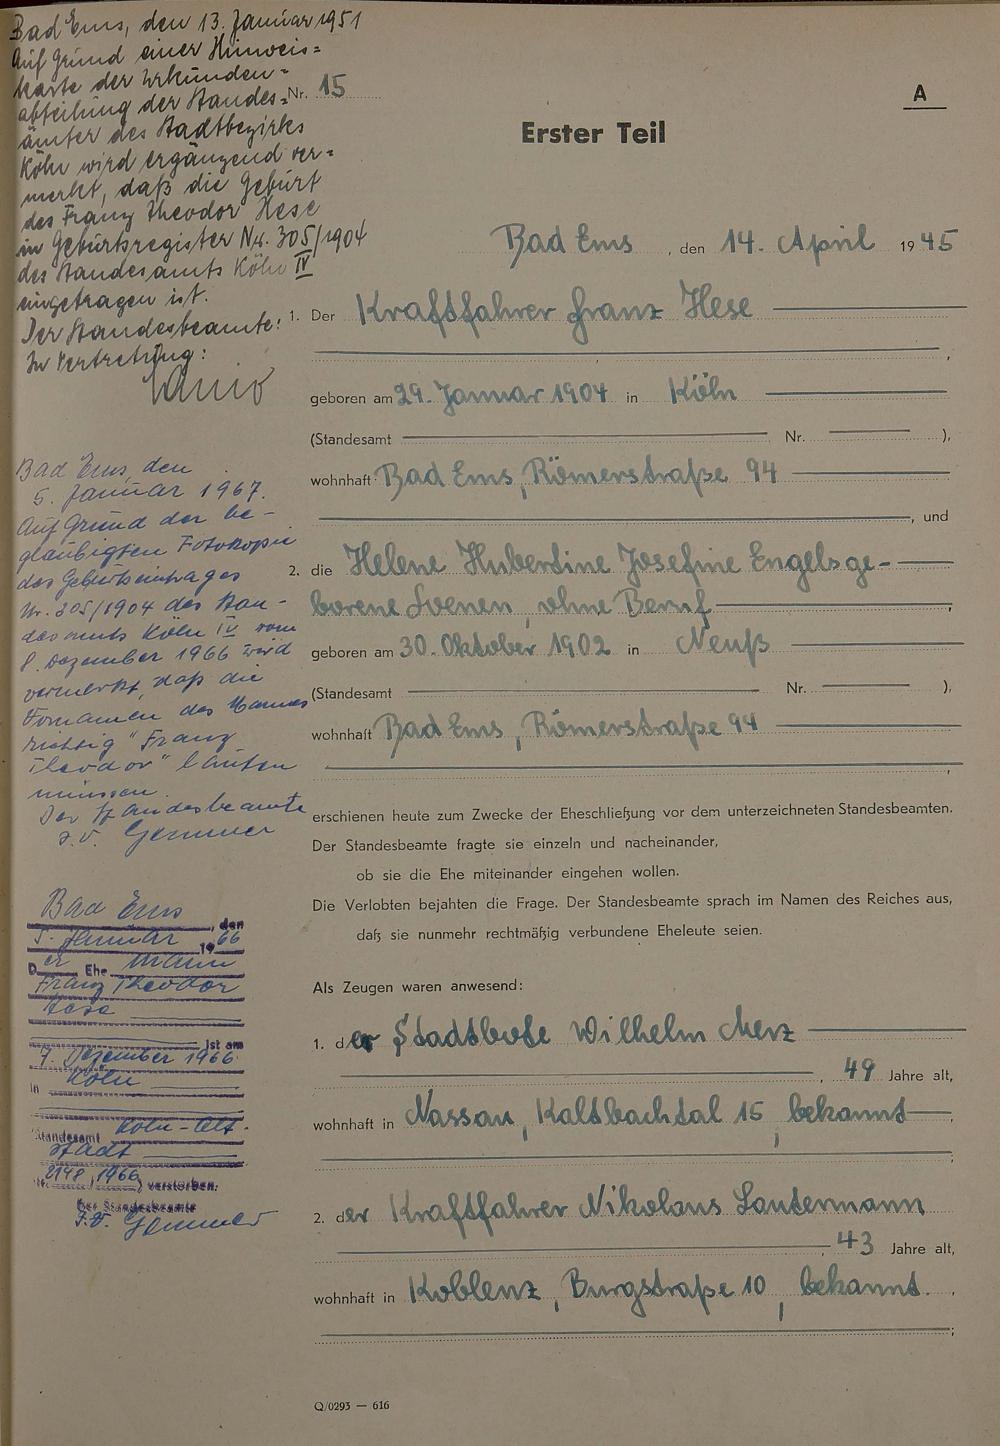 Bad Ems, den 13. Januar 1951
Auf Grund einer Hinweis=
karte der Urkunden-
abteilung der Standes=
ämter des Stadtbezirks
Köln wird ergänzend ver=
merkt, daß die Geburt
des Franz Theodor Hese
in Geburtsregister Nr. 305/1904
des Standesamts Köln IV
eingetragen ist.
Der Standesbeamte:
In Vertretung:
Bad Ems, den
5. Januar 1967.
Auf Grund der be-
glaubigten Fotokopie
des Geburtseintrages
Nr. 305/1904 des Stan-
desamts Köln IV vom
8. Dezember 1966 wird
vermerkt, daß die
Vornamen des Mannes
richtig "Franz
Theodor" lauten
müssen.
Der Standesbeamte
I.V. Gemmer
Bad Ems, den
5. Januar 1966
Der Ehemann
Franz Theodor
Hese
ist am
7. Dezember 1966
in Köln
Standesamt Köln-Alt-
stadt
Nr. 2148/1966) verstorben.
Der Standesbeamte
I.V. Gemmer
Nr. 15
A
Erster Teil
Bad Ems, den 14. April 1945
1. Der Kraftfahrer Franz Hese
,
geboren am 29. Januar 1904 in Köln
(Standesamt Nr. ),
wohnhaft Bad Ems, Römerstraße 94
, und
2. die Helene Hubertine Josefine Engels ge-
borene Svenen, ohne Beruf ,
geboren am 30. Oktober 1902 in Neuß
(Standesamt Nr. ),
wohnhaft Bad Ems, Römerstraße 94
,
erschienen heute zum Zwecke der Eheschließung vor dem unterzeichneten Standesbeamten.
Der Standesbeamte fragte sie einzeln und nacheinander,
ob sie die Ehe miteinander eingehen wollen.
Die Verlobten bejahten die Frage. Der Standesbeamte sprach im Namen des Reiches aus,
daß sie nunmehr rechtmäßig verbundene Eheleute seien.
Als Zeugen waren anwesend:
1. der Stadtbote Wilhelm Merz
, 49 Jahre alt,
wohnhaft in Nassau, Kaltbachtal 15, bekannt
;
2. der Kraftfahrer Nikolaus Lautermann
, 43 Jahre alt,
wohnhaft in Koblenz, Burgstraße 10, bekannt.
;
Q/0293 — 616